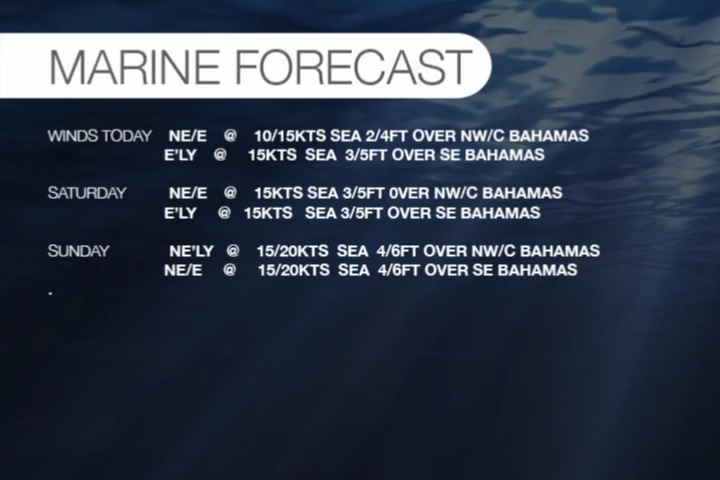 MARINE FORECAST
WINDS TODAY NE/E @ 10/15KTS SEA 2/4FT OVER NW/C BAHAMAS
E'LY @ 15KTS SEA 3/5FT OVER SE BAHAMAS
SATURDAY NE/E @ 15KTS SEA 3/5FT 0VER NW/C BAHAMAS
E'LY @ 15KTS SEA 3/5FT OVER SE BAHAMAS
SUNDAY NE'LY @ 15/20KTS SEA 4/6FT OVER NW/C BAHAMAS
NE/E @ 15/20KTS SEA 4/6FT OVER SE BAHAMAS
.